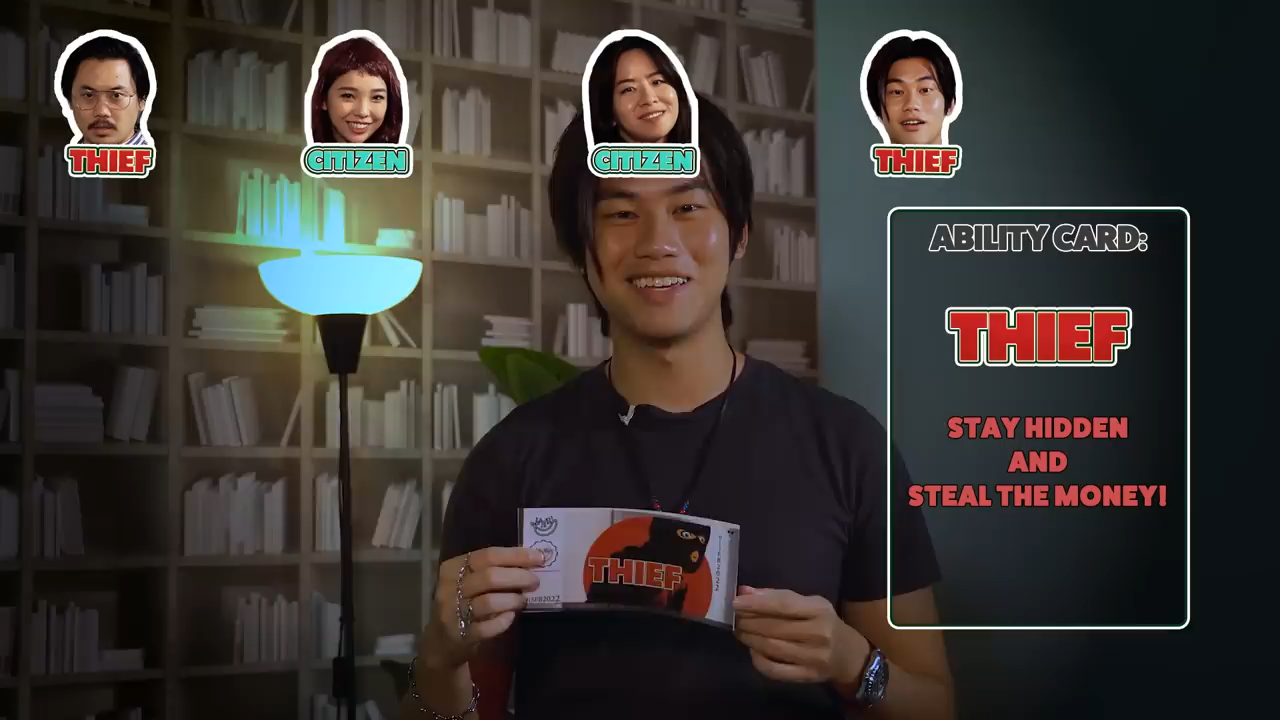 THIEF
CITIZEN
CITIZEN
THIEF
ABILITY CARD:
THIEF
STAY HIDDEN
AND
STEAL THE MONEY!
THIEF